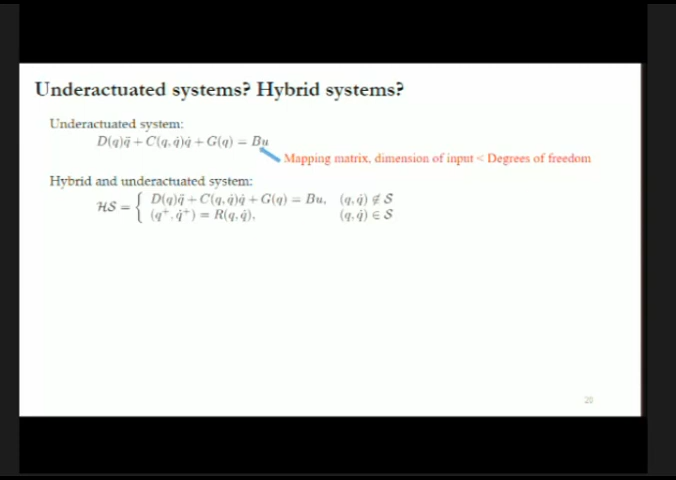 Underactuated systems? Hybrid systems?
Underactuated system:
D(q)q̈ + C(q, q̇)q̇ + G(q) = Bu
Mapping matrix, dimension of input < Degrees of freedom
Hybrid and underactuated system:
ℋ𝒮 = { D(q)q̈ + C(q, q̇)q̇ + G(q) = Bu, (q, q̇) ∉ 𝒮
(q⁺, q̇⁺) = R(q, q̇), (q, q̇) ∈ 𝒮
20